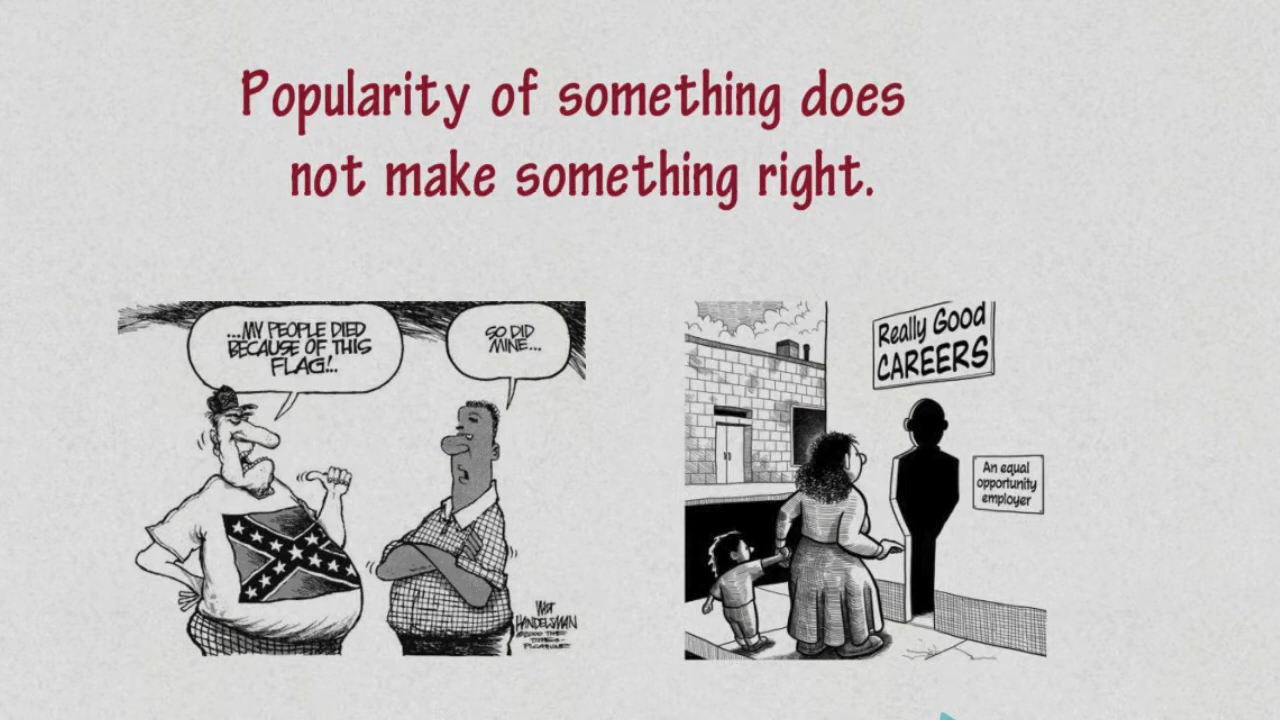 Popularity of something does
not make something right.
...MY PEOPLE DIED
BECAUSE OF THIS
FLAG!..
SO DID
MINE...
WALT
HANDELSMAN
Really Good
CAREERS
An equal
opportunity
employer